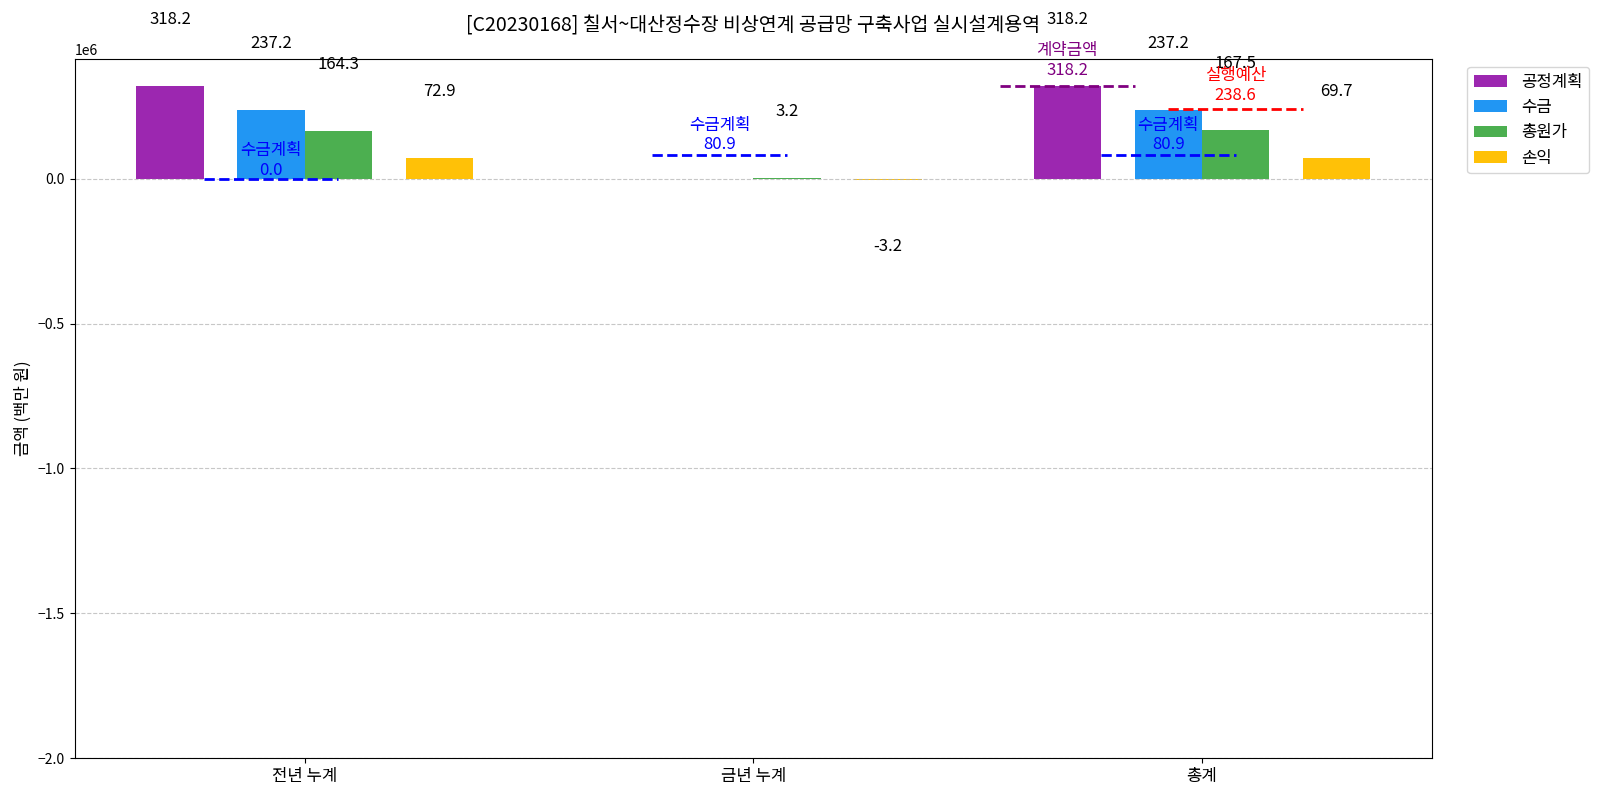 [C20230168] 칠서~대산정수장 비상연계 공급망 구축사업 실시설계용역
318.2
237.2
164.3
72.9
수금계획
0.0
수금계획
80.9
3.2
-3.2
318.2
계약금액
318.2
237.2
167.5
실행예산
238.6
수금계획
80.9
69.7
공정계획
수금
총원가
손익
1e6
0.0
−0.5
−1.0
−1.5
−2.0
금액 (백만 원)
전년 누계
금년 누계
총계